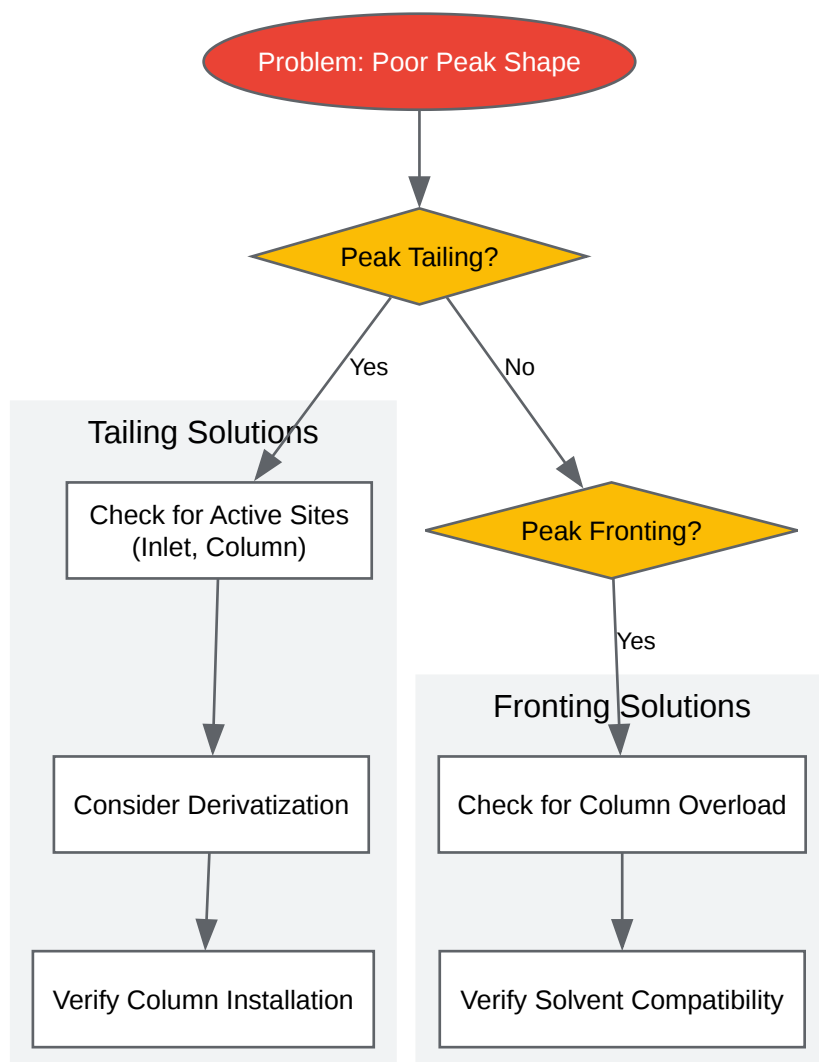 Problem: Poor Peak Shape
Peak Tailing?
Yes
No
Tailing Solutions
Check for Active Sites
(Inlet, Column)
Peak Fronting?
Yes
Fronting Solutions
Consider Derivatization
Check for Column Overload
Verify Column Installation
Verify Solvent Compatibility